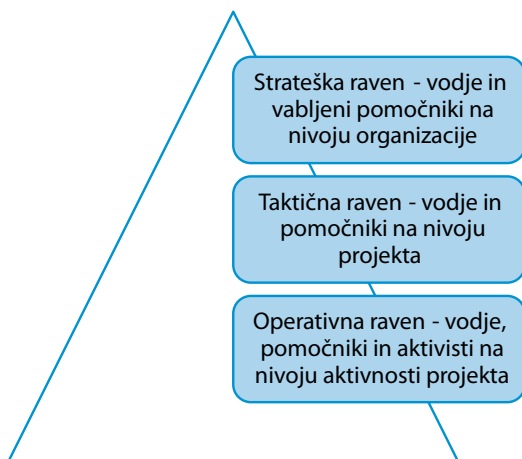 Strateška raven - vodje in
vabljeni pomočniki na
nivoju organizacije
Taktična raven - vodje in
pomočniki na nivoju
projekta
Operativna raven - vodje,
pomočniki in aktivisti na
nivoju aktivnosti projekta